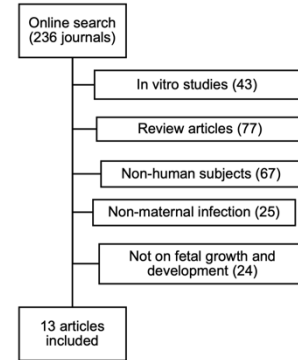 Online search
(236 journals)
In vitro studies (43)
Review articles (77)
Non-human subjects (67)
Non-maternal infection (25)
Not on fetal growth and
development (24)
13 articles
included